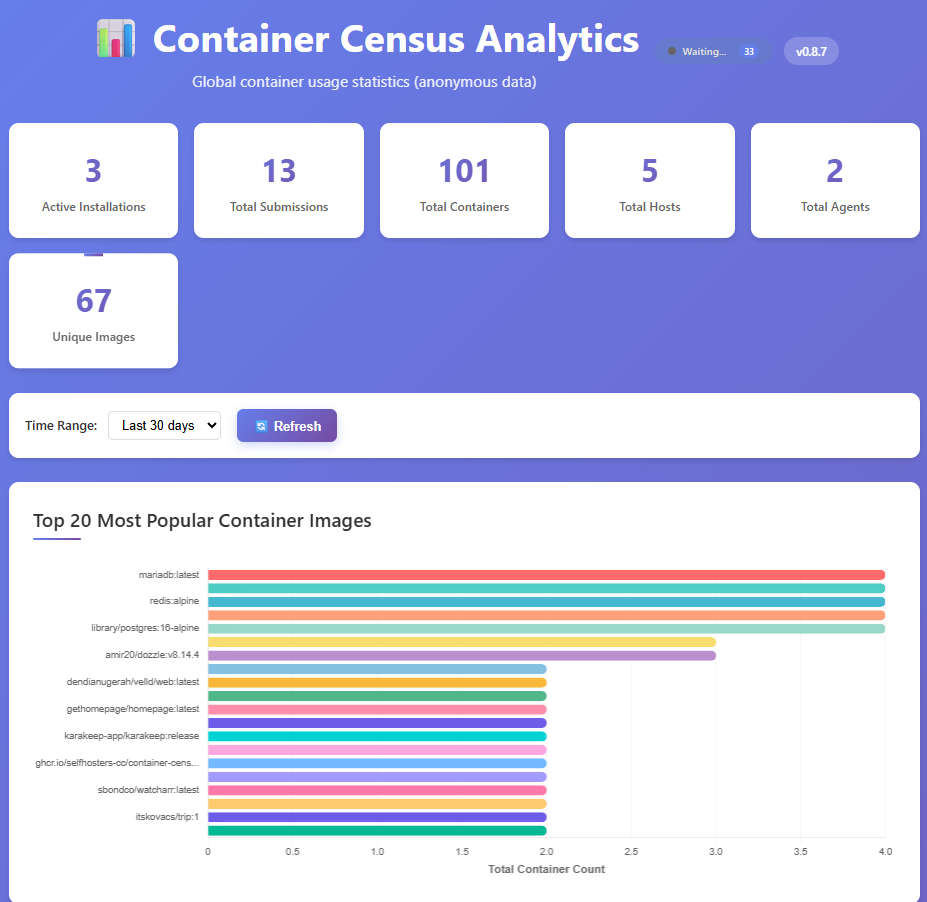 Container Census Analytics
Waiting... 33
v0.8.7
Global container usage statistics (anonymous data)
3
Active Installations
13
Total Submissions
101
Total Containers
5
Total Hosts
2
Total Agents
67
Unique Images
Time Range: Last 30 days Refresh
Top 20 Most Popular Container Images
mariadb:latest
redis:alpine
library/postgres:16-alpine
amir20/dozzle:v8.14.4
dendianugerah/velld/web:latest
gethomepage/homepage:latest
karakeep-app/karakeep:release
ghcr.io/selfhosters-cc/container-cens...
sbondco/watcharr:latest
itskovacs/trip:1
0 0.5 1.0 1.5 2.0 2.5 3.0 3.5 4.0
Total Container Count